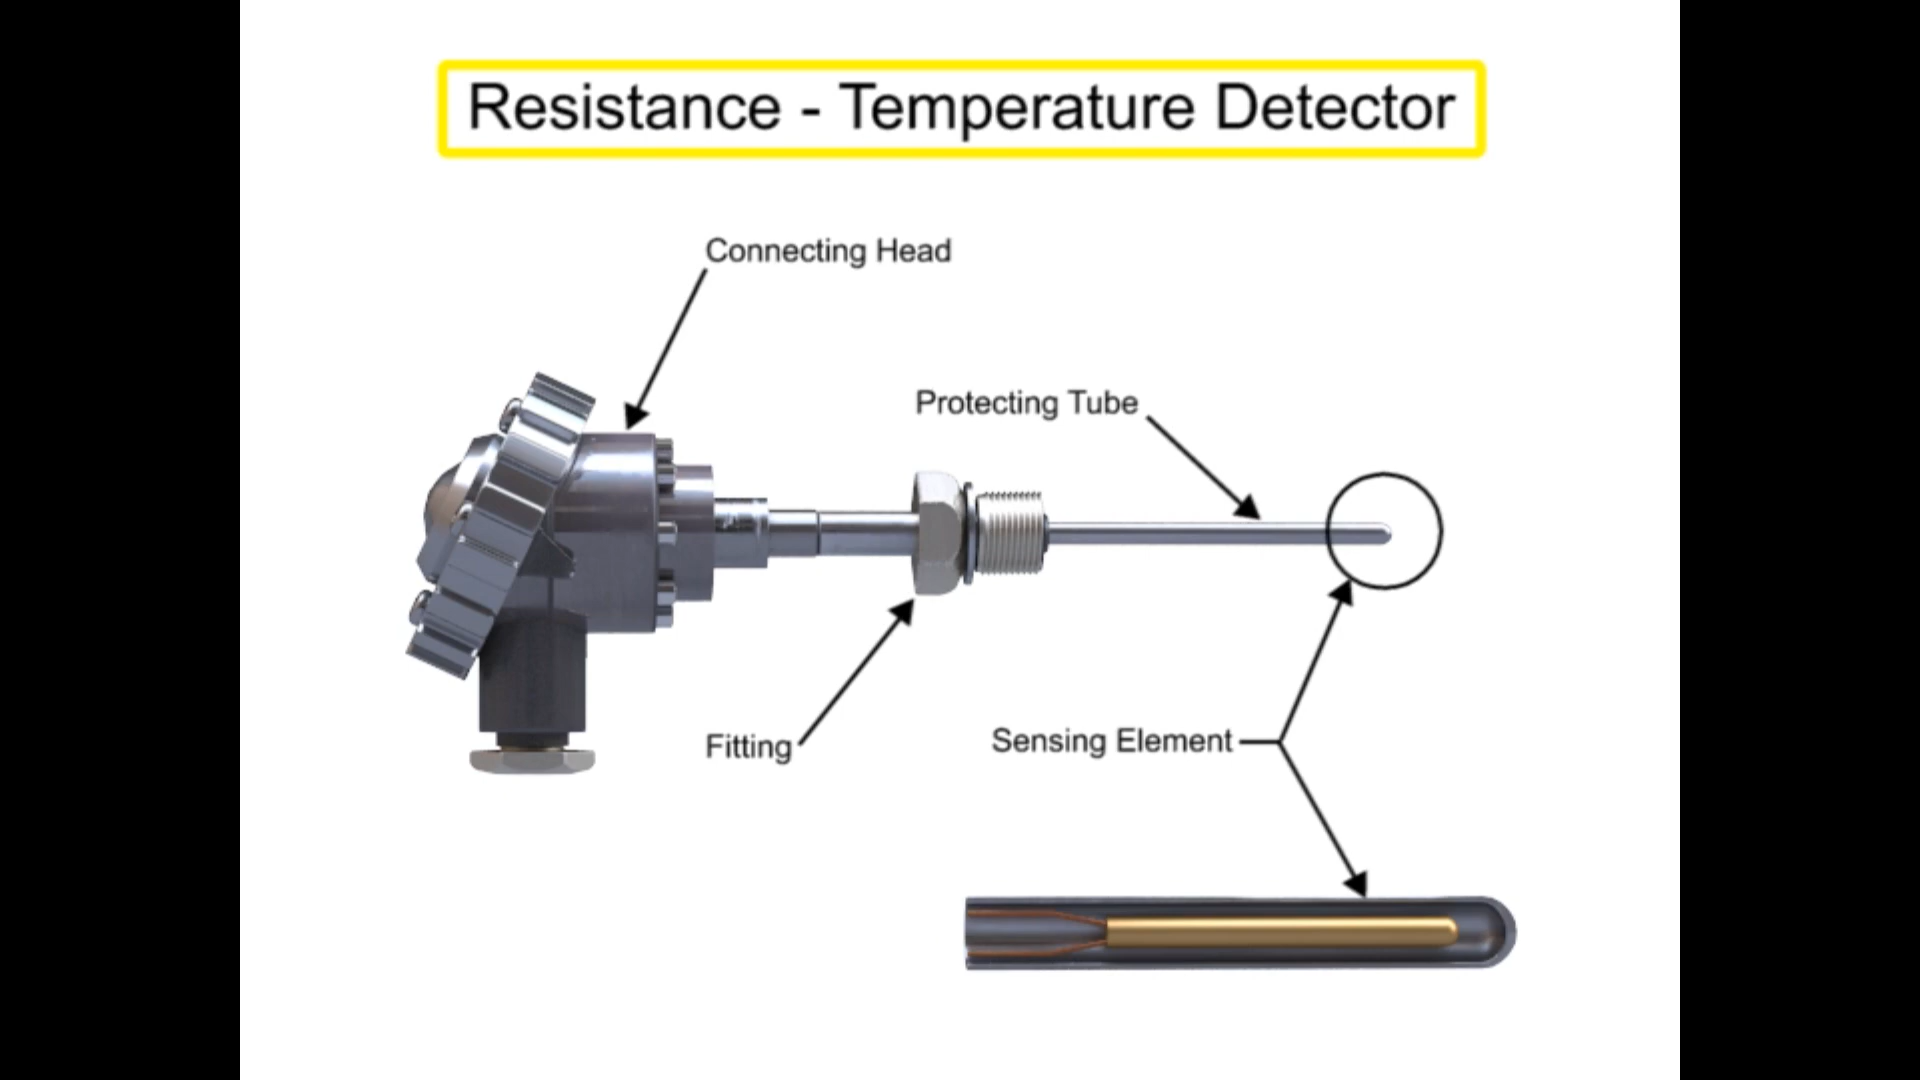 Resistance - Temperature Detector
Connecting Head
Protecting Tube
Fitting
Sensing Element